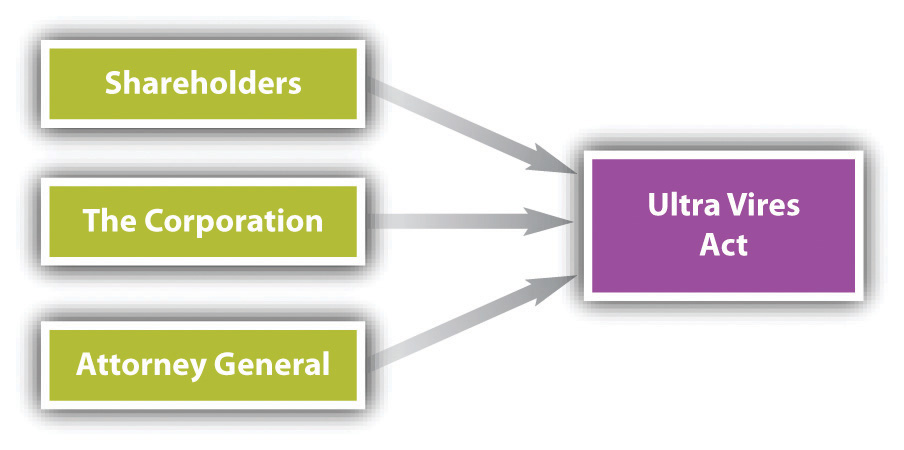 Shareholders
The Corporation
Attorney General
Ultra Vires
Act